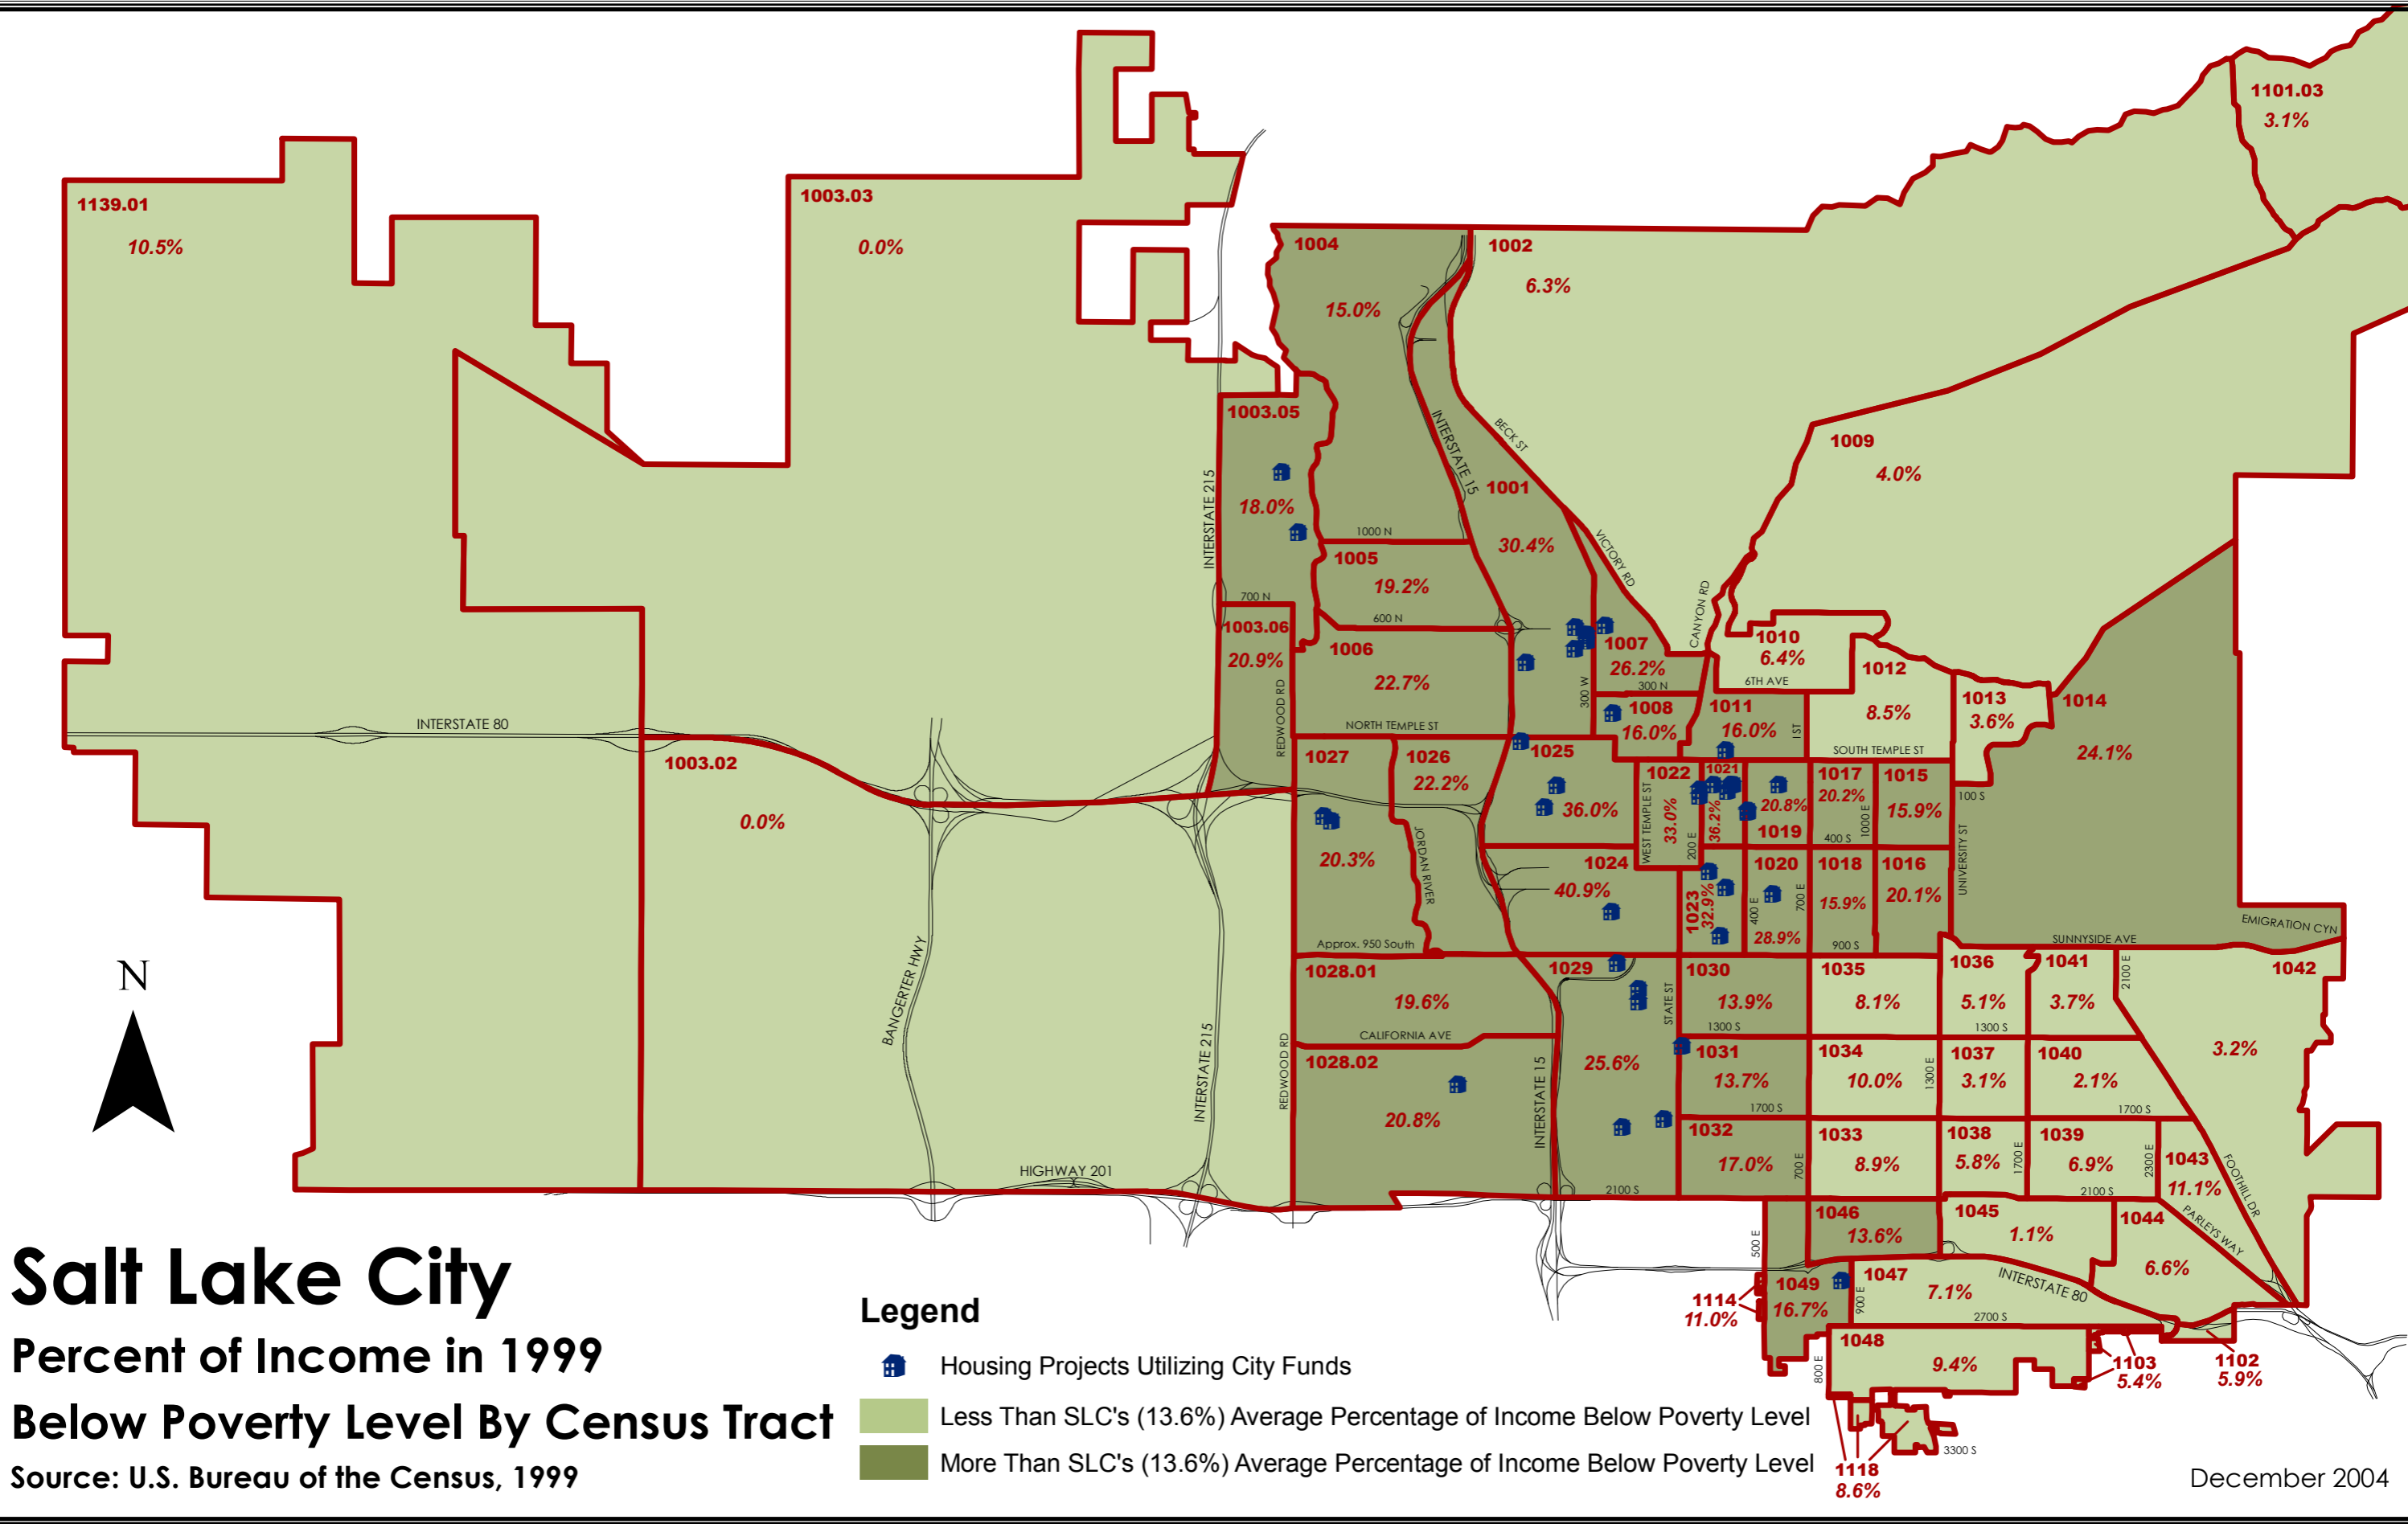 1101.03
3.1%
1139.01
10.5%
1003.03
0.0%
1004
15.0%
1002
6.3%
1003.05
18.0%
INTERSTATE 215
INTERSTATE 15
BECK ST
1009
4.0%
1001
30.4%
VICTORY RD
1000 N
1005
19.2%
CANYON RD
700 N
600 N
1003.06
20.9%
1006
22.7%
REDWOOD RD
300 W
1007
26.2%
300 N
1010
6.4%
6TH AVE
1012
8.5%
1013
3.6%
1014
24.1%
1008
16.0%
1011
16.0%
I ST
INTERSTATE 80
NORTH TEMPLE ST
SOUTH TEMPLE ST
1003.02
0.0%
1027
20.3%
1026
22.2%
JORDAN RIVER
1025
36.0%
WEST TEMPLE ST
1022
33.0%
200 E
1021
36.2%
20.8%
1019
1017
20.2%
1000 E
400 S
1015
15.9%
100 S
UNIVERSITY ST
1024
40.9%
1023
32.9%
1020
400 E
28.9%
700 E
1018
15.9%
1016
20.1%
900 S
EMIGRATION CYN
SUNNYSIDE AVE
Approx. 950 South
N
BANGERTER HWY
INTERSTATE 215
1028.01
19.6%
CALIFORNIA AVE
REDWOOD RD
1028.02
20.8%
INTERSTATE 15
1029
25.6%
STATE ST
1030
13.9%
1300 S
1035
8.1%
1036
5.1%
1300 S
1041
3.7%
2100 E
1042
3.2%
1031
13.7%
1700 S
1034
10.0%
1300 E
1037
3.1%
1040
2.1%
1700 S
1032
17.0%
700 E
1033
8.9%
1038
5.8%
1700 E
1039
6.9%
2300 E
2100 S
1043
11.1%
FOOTHILL DR
PARLEYS WAY
HIGHWAY 201
2100 S
500 E
1046
13.6%
1045
1.1%
1044
6.6%
1049
16.7%
1114
11.0%
900 E
1047
7.1%
INTERSTATE 80
2700 S
800 E
1048
9.4%
1103
5.4%
1102
5.9%
3300 S
1118
8.6%
Salt Lake City
Percent of Income in 1999
Below Poverty Level By Census Tract
Source: U.S. Bureau of the Census, 1999
Legend
Housing Projects Utilizing City Funds
Less Than SLC's (13.6%) Average Percentage of Income Below Poverty Level
More Than SLC's (13.6%) Average Percentage of Income Below Poverty Level
December 2004